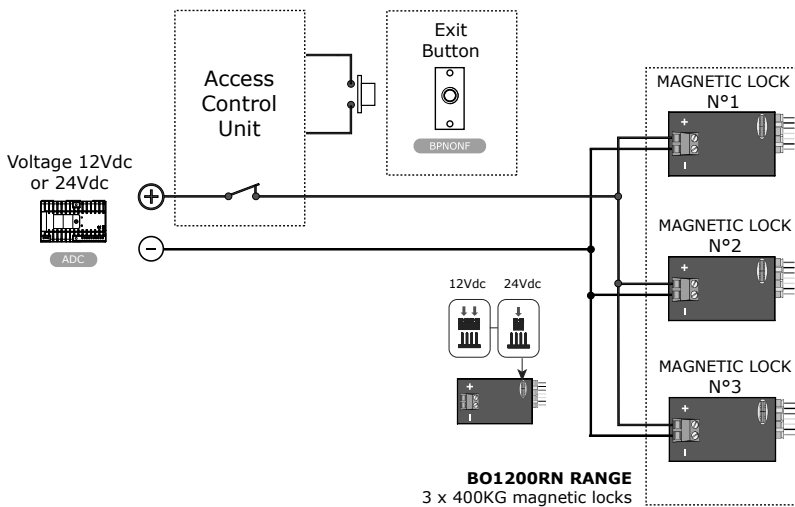 Access
Control
Unit
Exit
Button
BPNONF
Voltage 12Vdc
or 24Vdc
+
−
ADC
MAGNETIC LOCK
N°1
+
−
MAGNETIC LOCK
N°2
+
−
MAGNETIC LOCK
N°3
+
−
12Vdc
24Vdc
+
−
BO1200RN RANGE
3 x 400KG magnetic locks